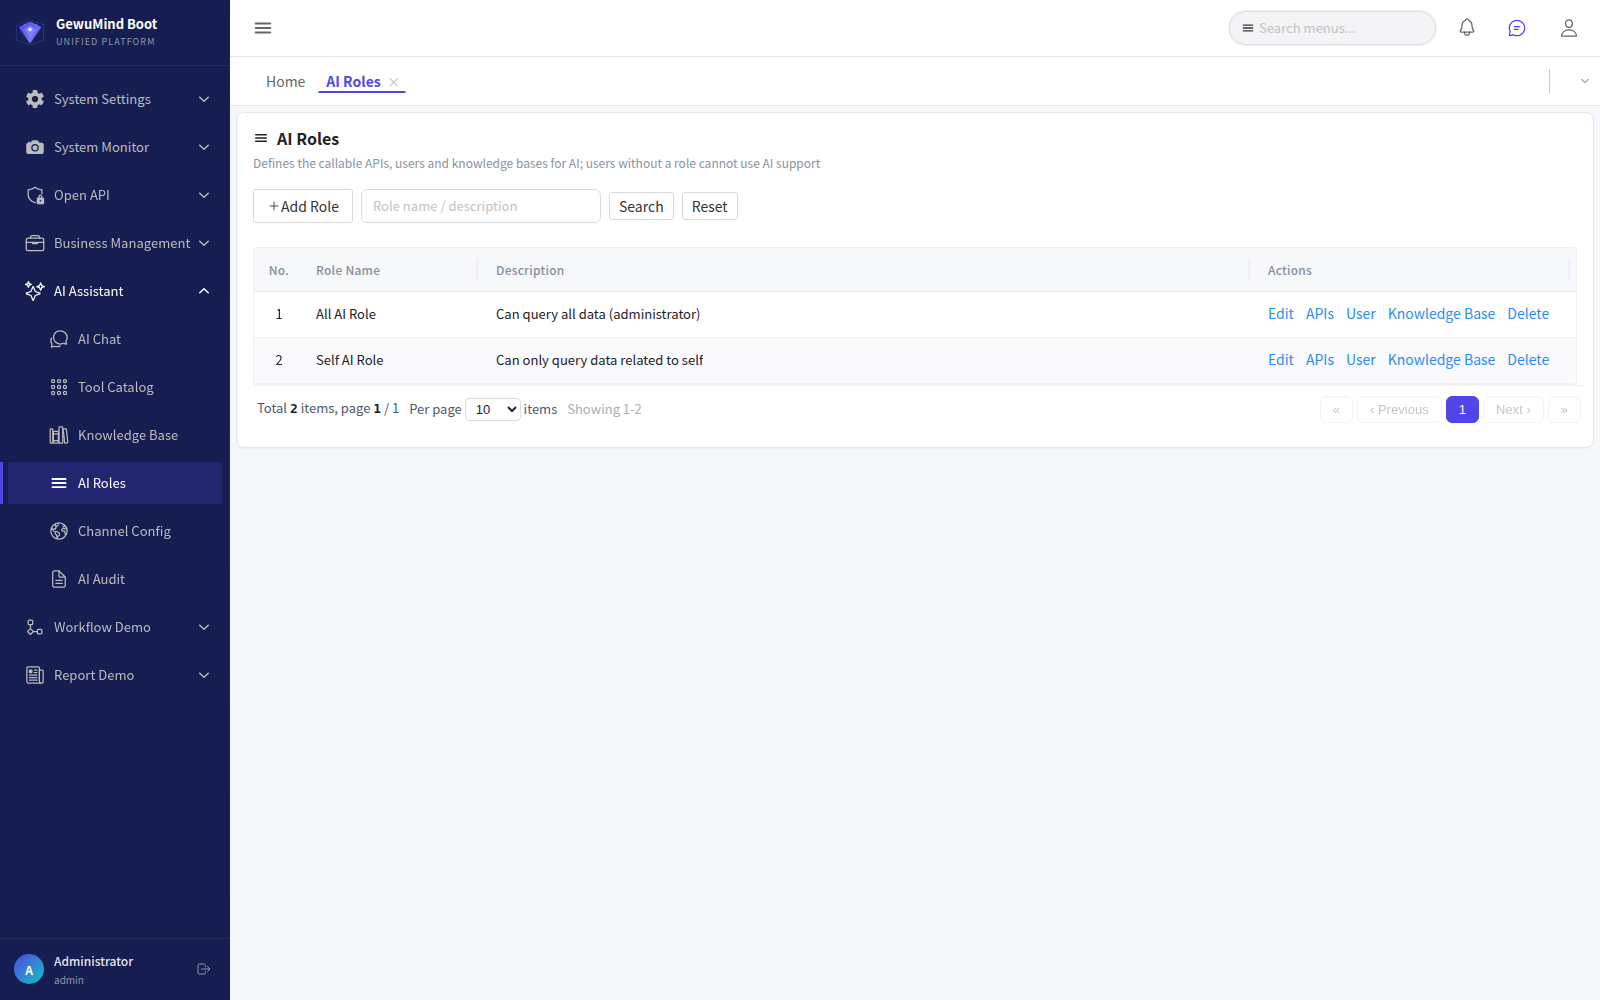 GewuMind Boot
UNIFIED PLATFORM
System Settings
System Monitor
Open API
Business Management
AI Assistant
AI Chat
Tool Catalog
Knowledge Base
AI Roles
Channel Config
AI Audit
Workflow Demo
Report Demo
A
Administrator
admin
Search menus...
Home AI Roles
AI Roles
Defines the callable APIs, users and knowledge bases for AI; users without a role cannot use AI support
+ Add Role Role name / description Search Reset
No. Role Name Description Actions
1 All AI Role Can query all data (administrator) Edit APIs User Knowledge Base Delete
2 Self AI Role Can only query data related to self Edit APIs User Knowledge Base Delete
Total 2 items, page 1 / 1 Per page 10 items Showing 1-2 « ‹ Previous 1 Next › »